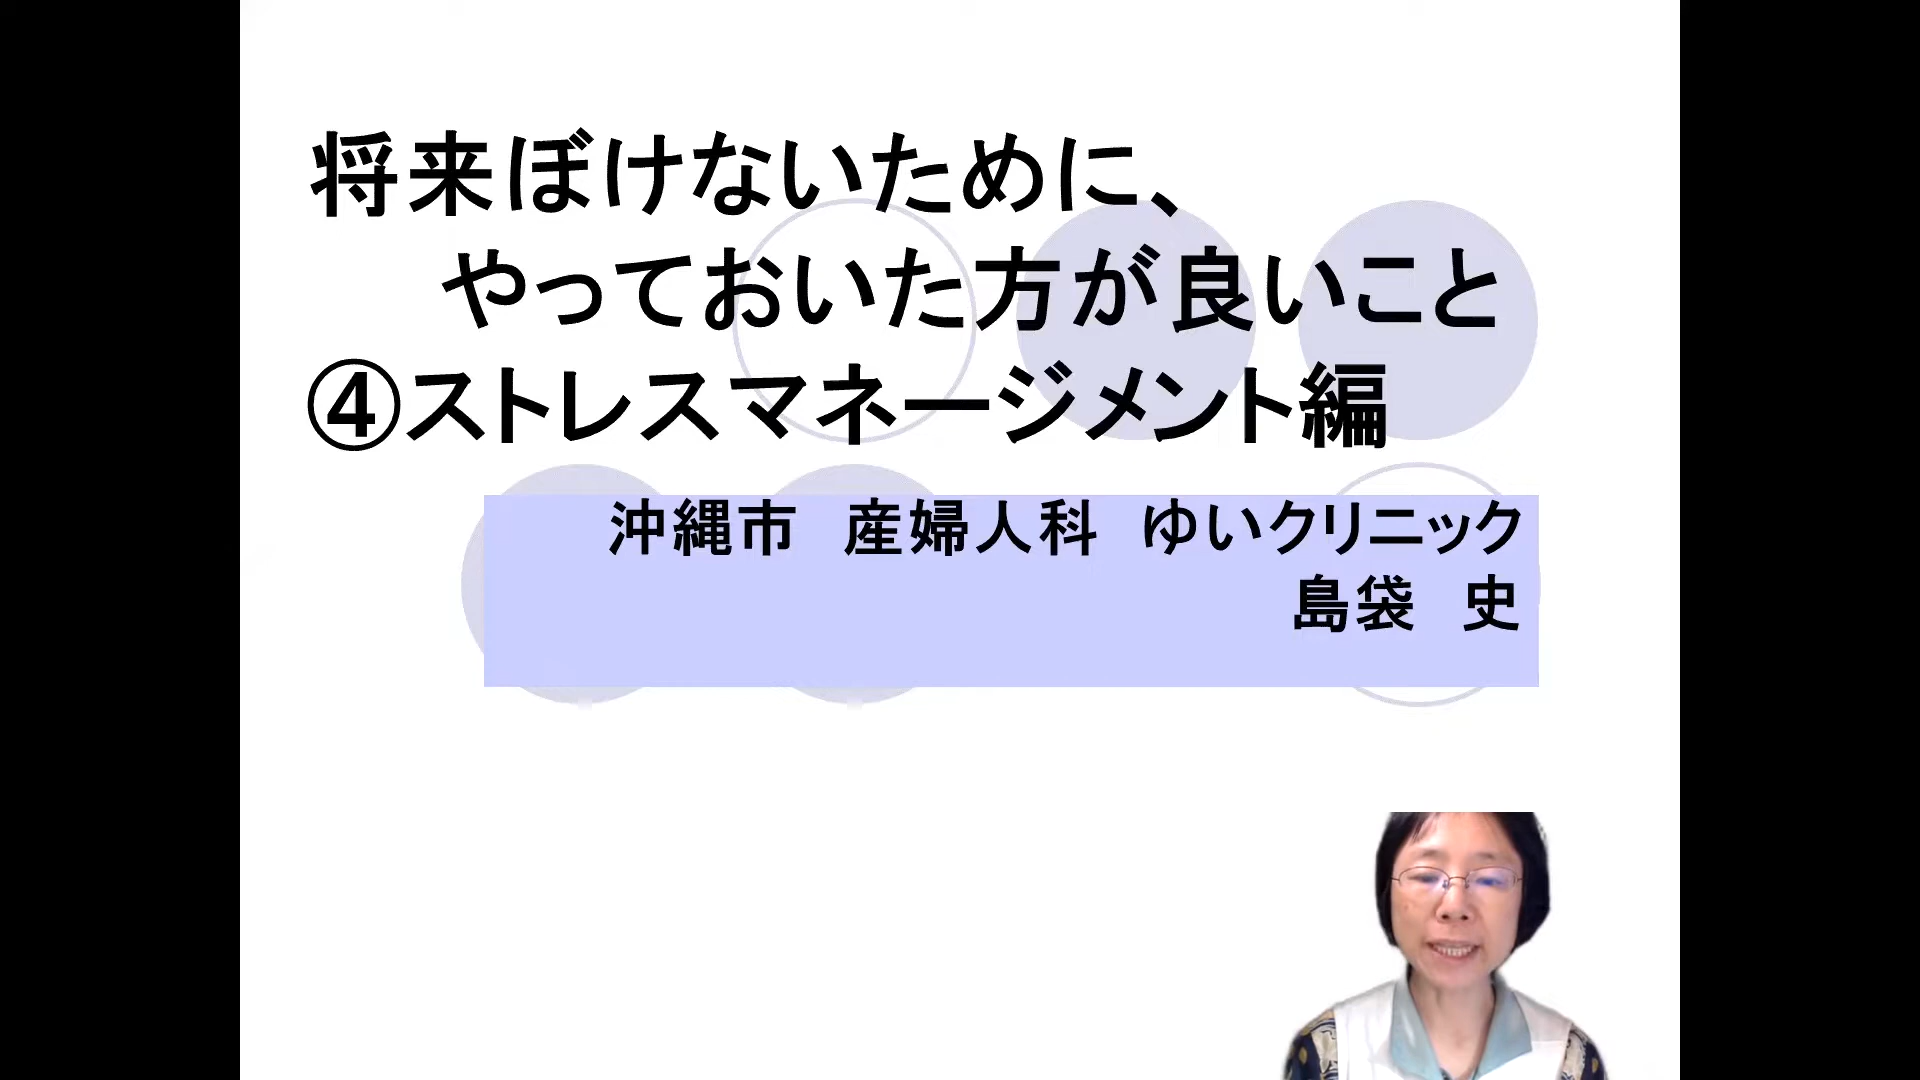 将来ぼけないために、
やっておいた方が良いこと
④ストレスマネージメント編
沖縄市　産婦人科　ゆいクリニック
島袋　史